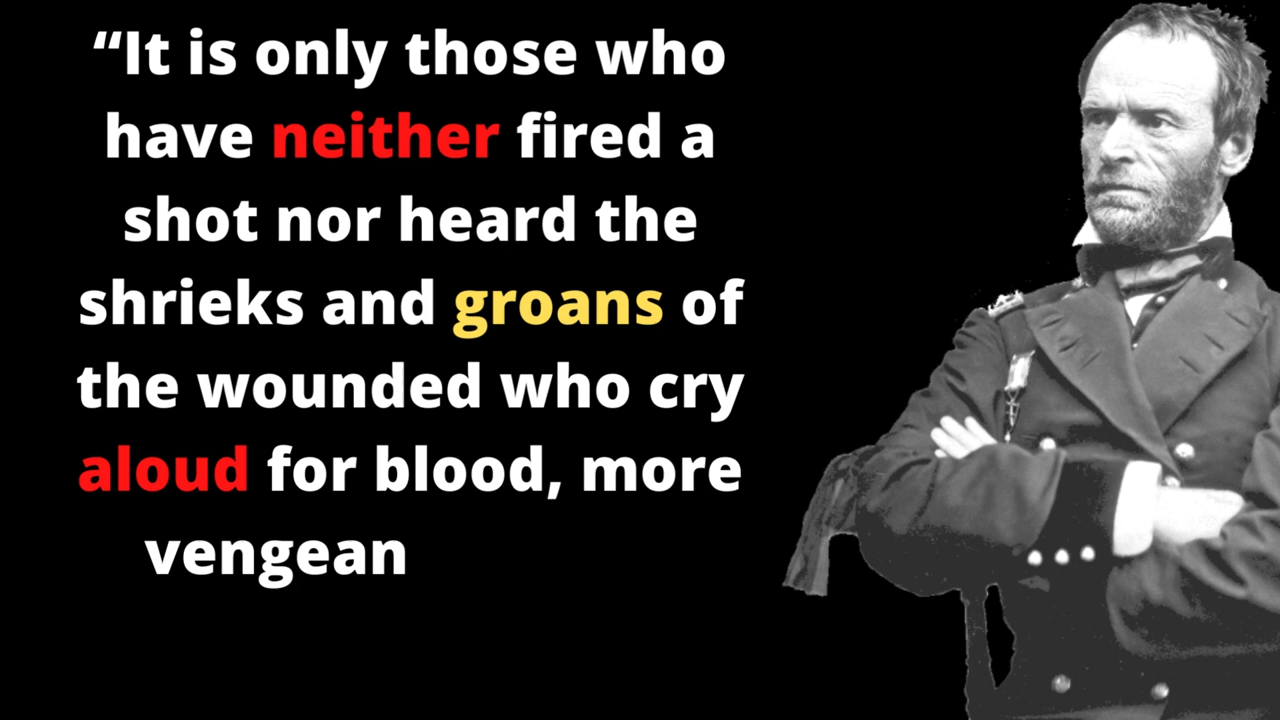 “It is only those who
have neither fired a
shot nor heard the
shrieks and groans of
the wounded who cry
aloud for blood, more
vengean